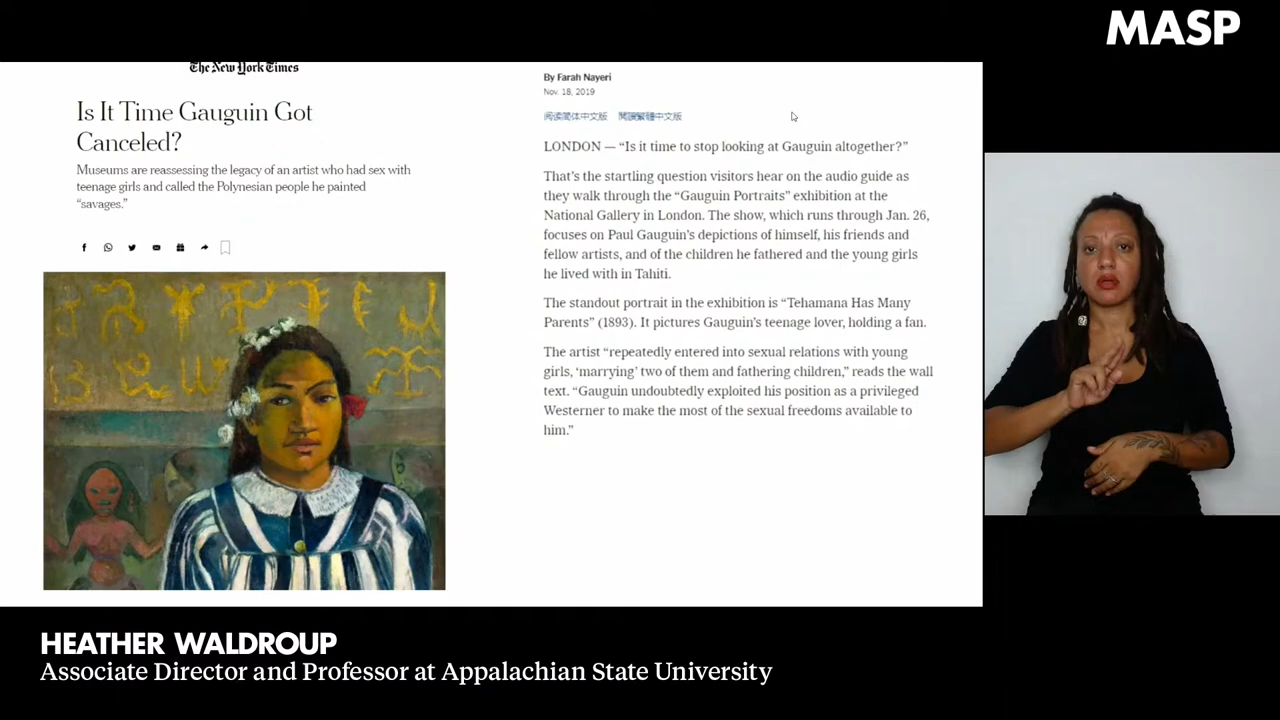 MASP
The New York Times
Is It Time Gauguin Got
Canceled?
Museums are reassessing the legacy of an artist who had sex with
teenage girls and called the Polynesian people he painted
“savages.”
By Farah Nayeri
Nov. 18, 2019
阅读简体中文版 閱讀繁體中文版
LONDON — “Is it time to stop looking at Gauguin altogether?”
That’s the startling question visitors hear on the audio guide as
they walk through the “Gauguin Portraits” exhibition at the
National Gallery in London. The show, which runs through Jan. 26,
focuses on Paul Gauguin’s depictions of himself, his friends and
fellow artists, and of the children he fathered and the young girls
he lived with in Tahiti.
The standout portrait in the exhibition is “Tehamana Has Many
Parents” (1893). It pictures Gauguin’s teenage lover, holding a fan.
The artist “repeatedly entered into sexual relations with young
girls, ‘marrying’ two of them and fathering children,” reads the wall
text. “Gauguin undoubtedly exploited his position as a privileged
Westerner to make the most of the sexual freedoms available to
him.”
HEATHER WALDROUP
Associate Director and Professor at Appalachian State University